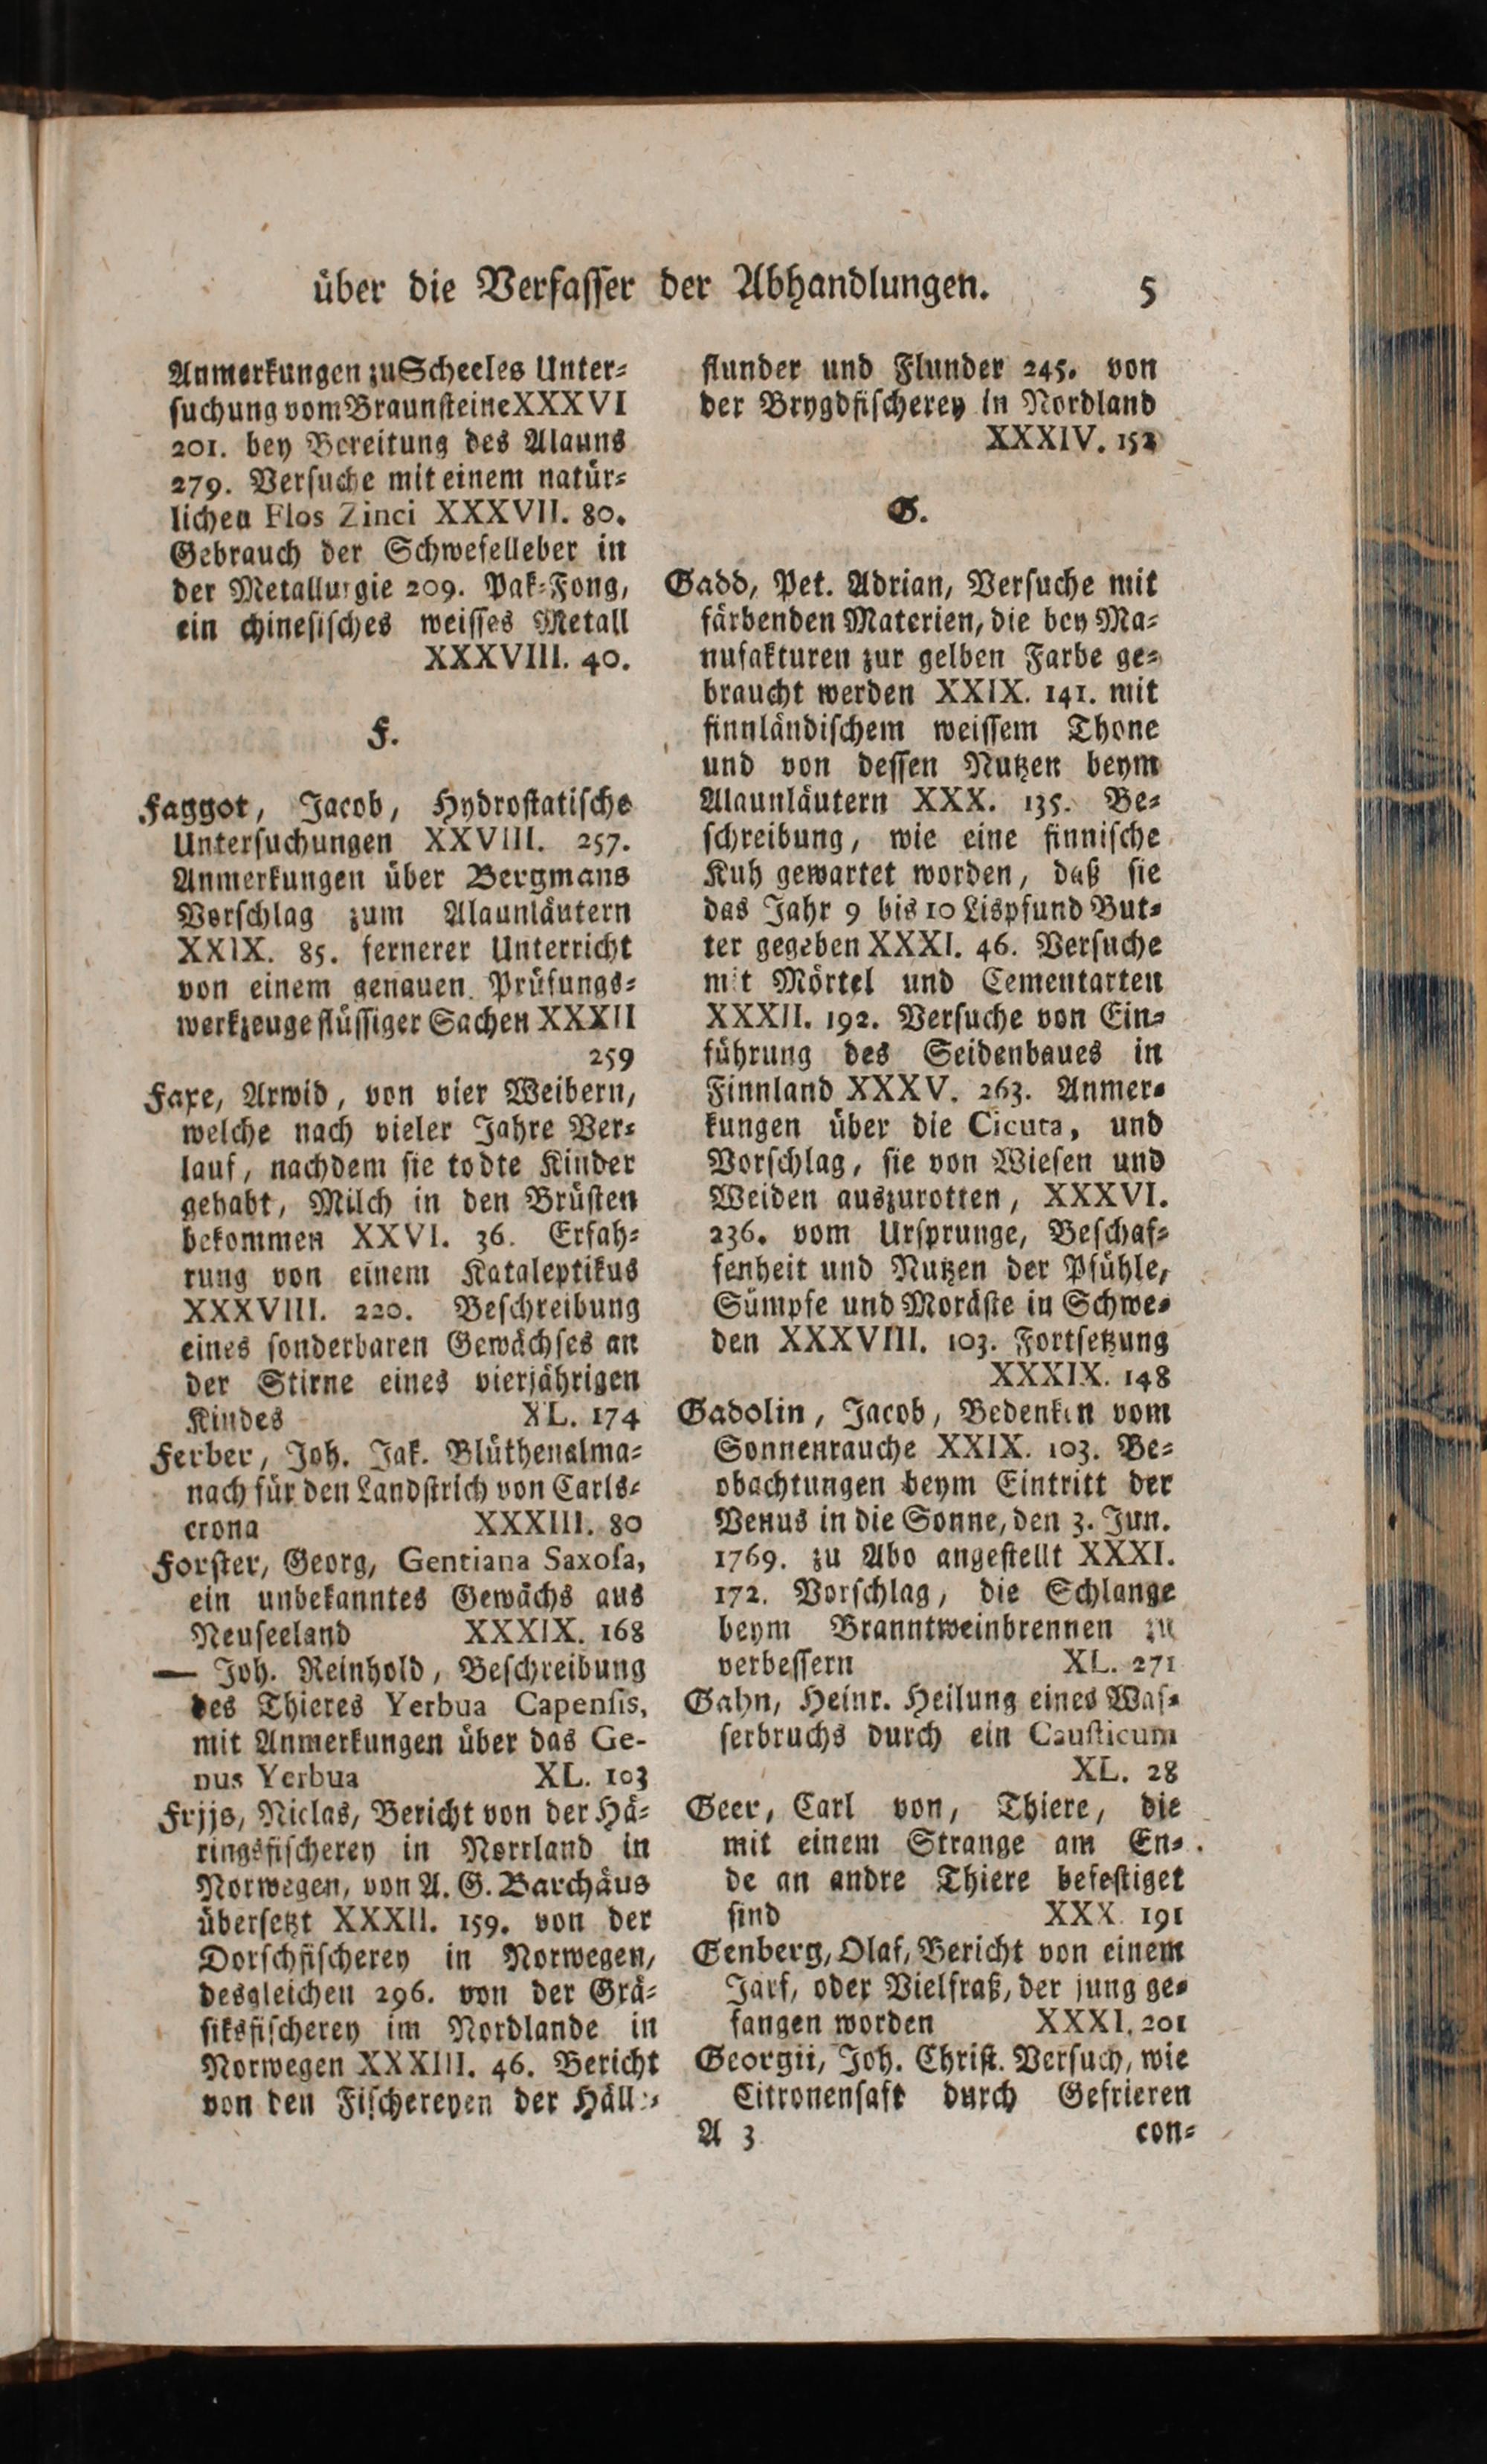 über die Verfaſſer der Abhandlungen. 5
Anmerkungen zu Scheeles Unter⸗
ſuchung vom Braunſteine XXXVI
201. bey Bereitung des Alauns
279. Verſuche mit einem natür⸗
lichen Flos Zinci XXXVII. 80.
Gebrauch der Schwefelleber in
der Metallurgie 209. Pak⸗Fong,
ein chineſiſches weiſſes Metall
XXXVIII. 40.
F.
Faggot, Jacob, Hydroſtatiſche
Unterſuchungen XXVIII. 257.
Anmerkungen über Bergmans
Vorſchlag zum Alaunläutern
XXIX. 85. fernerer Unterricht
von einem genauen Prüfungs⸗
werkzeuge flüſſiger Sachen XXXII
259
Faxe, Arwid, von vier Weibern,
welche nach vieler Jahre Ver⸗
lauf, nachdem ſie todte Kinder
gehabt, Milch in den Brüſten
bekommen XXVI. 36. Erfah⸗
rung von einem Kataleptikus
XXXVIII. 220. Beſchreibung
eines ſonderbaren Gewächſes an
der Stirne eines vierjährigen
Kindes XL. 174
Ferber, Joh. Jak. Blüthenalma⸗
nach für den Landſtrich von Carls⸗
crona XXXIII. 80
Forſter, Georg, Gentiana Saxoſa,
ein unbekanntes Gewächs aus
Neuſeeland XXXIX. 168
— Joh. Reinhold, Beſchreibung
des Thieres Yerbua Capenſis,
mit Anmerkungen über das Ge-
nus Yerbua XL. 103
Frjjs, Niclas, Bericht von der Hä⸗
ringsfiſcherey in Norrland in
Norwegen, von A. G. Barchäus
überſetzt XXXII. 159. von der
Dorſchfiſcherey in Norwegen,
desgleichen 296. von der Grä⸗
ſiksfiſcherey im Nordlande in
Norwegen XXXIII. 46. Bericht
von den Fiſchereyen der Häll⸗
flunder und Flunder 245. von
der Brygdfiſcherey in Nordland
XXXIV. 152
G.
Gadd, Pet. Adrian, Verſuche mit
färbenden Materien, die bey Ma⸗
nufakturen zur gelben Farbe ge⸗
braucht werden XXIX. 141. mit
finnländiſchem weiſſem Thone
und von deſſen Nutzen beym
Alaunläutern XXX. 135. Be⸗
ſchreibung, wie eine finniſche
Kuh gewartet worden, daß ſie
das Jahr 9 bis 10 Lispfund But⸗
ter gegeben XXXI. 46. Verſuche
mit Mörtel und Cementarten
XXXII. 192. Verſuche von Ein⸗
führung des Seidenbaues in
Finnland XXXV. 263. Anmer⸗
kungen über die Cicuta, und
Vorſchlag, ſie von Wieſen und
Weiden auszurotten, XXXVI.
236. vom Urſprunge, Beſchaf⸗
fenheit und Nutzen der Pfühle,
Sümpfe und Moräſte in Schwe⸗
den XXXVIII. 103. Fortſetzung
XXXIX. 148
Gadolin, Jacob, Bedenken vom
Sonnenrauche XXIX. 103. Be⸗
obachtungen beym Eintritt der
Venus in die Sonne, den 3. Jun.
1769. zu Abo angeſtellt XXXI.
172. Vorſchlag, die Schlange
beym Branntweinbrennen zu
verbeſſern XL. 271
Gahn, Heinr. Heilung eines Waſ⸗
ſerbruchs durch ein Cauſticum
XL. 28
Geer, Carl von, Thiere, die
mit einem Strange am En⸗
de an andre Thiere befeſtiget
ſind XXX. 191
Genberg, Olaf, Bericht von einem
Jarf, oder Vielfraß, der jung ge⸗
fangen worden XXXI. 201
Georgii, Joh. Chriſt. Verſuch, wie
Citronenſaft durch Gefrieren
A 3 con⸗